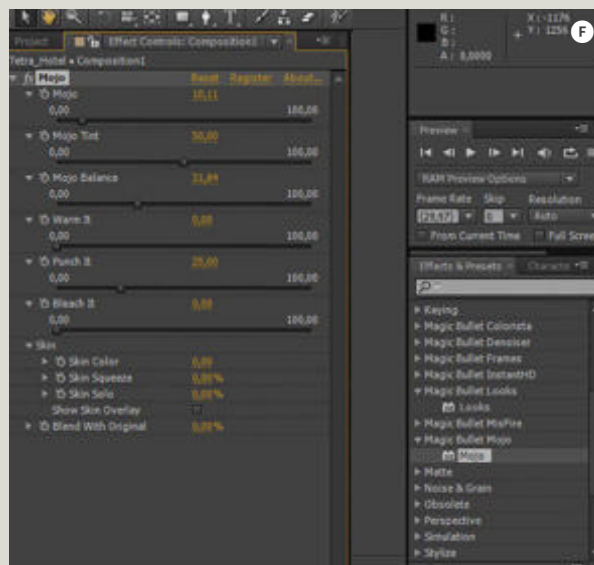 Project
Effect Controls: Composition1
Tetra_Hotel • Composition1
fx Mojo Reset Register About...
Mojo 10,11
0,00 100,00
Mojo Tint 50,00
0,00 100,00
Mojo Balance 31,84
0,00 100,00
Warm It 0,00
0,00 100,00
Punch It 25,00
0,00 100,00
Bleach It 0,00
0,00 100,00
Skin
Skin Color 0,00
Skin Squeeze 0,00%
Skin Solo 0,00%
Show Skin Overlay
Blend With Original 0,00%
R:
G:
B:
A: 0,0000
X: -1176
Y: 1256
F
Preview
RAM Preview Options
Frame Rate Skip Resolution
(29,97) Auto
From Current Time Full Scree
Effects & Presets Characte
Keying
Magic Bullet Colorista
Magic Bullet Denoiser
Magic Bullet Frames
Magic Bullet InstantHD
Magic Bullet Looks
Looks
Magic Bullet MisFire
Magic Bullet Mojo
Mojo
Matte
Noise & Grain
Obsolete
Perspective
Simulation
Stylize